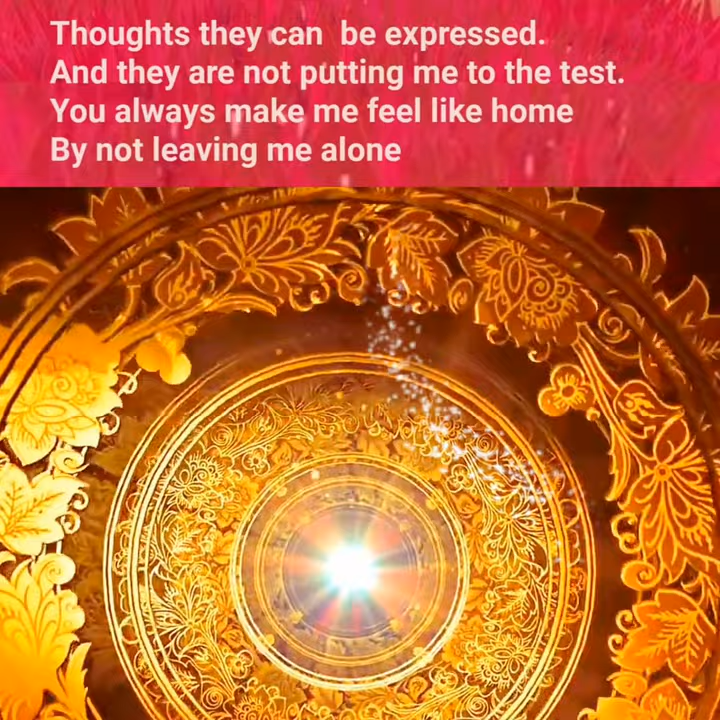 Thoughts they can  be expressed.
And they are not putting me to the test.
You always make me feel like home
By not leaving me alone